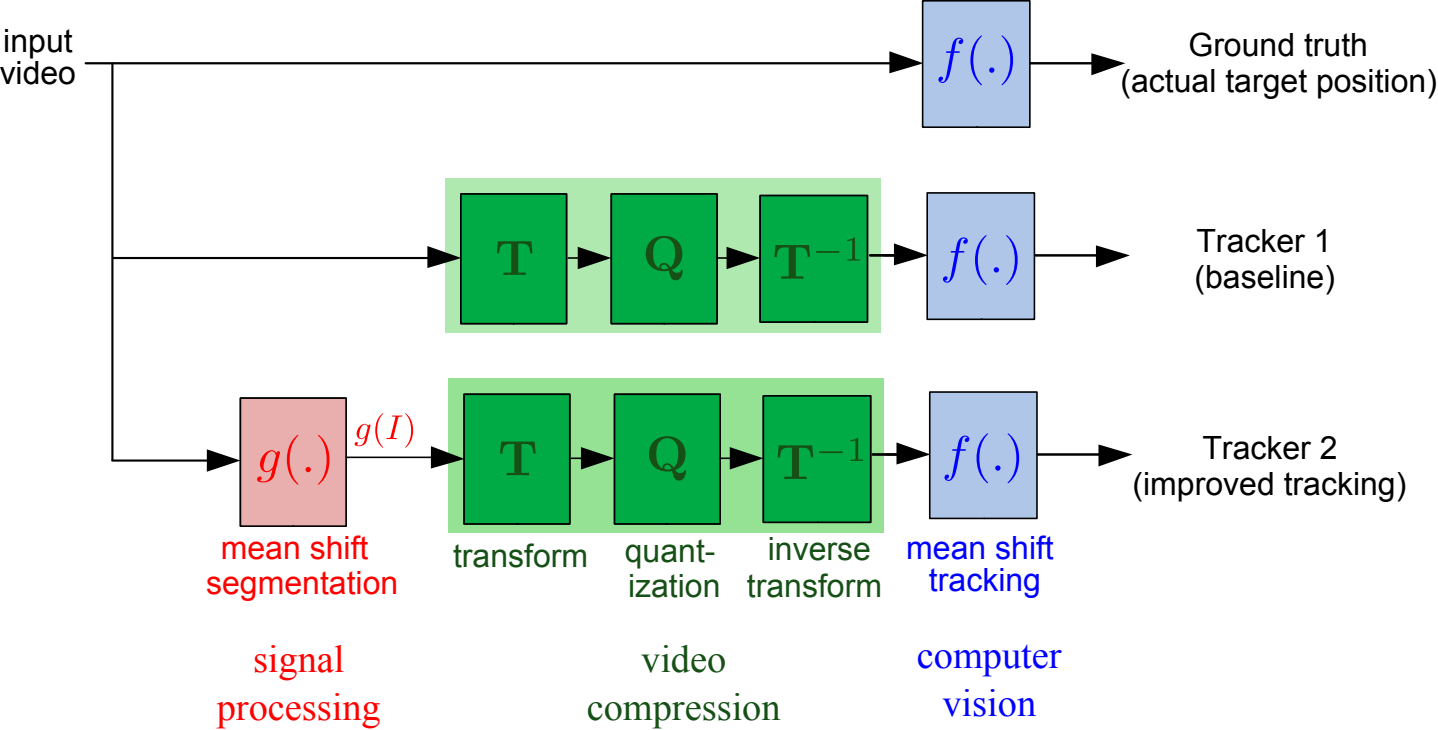 input
video
f(.)
Ground truth
(actual target position)
T
Q
T⁻¹
f(.)
Tracker 1
(baseline)
g(.)
g(I)
T
Q
T⁻¹
f(.)
Tracker 2
(improved tracking)
mean shift
segmentation
transform
quant-
ization
inverse
transform
mean shift
tracking
signal
processing
video
compression
computer
vision